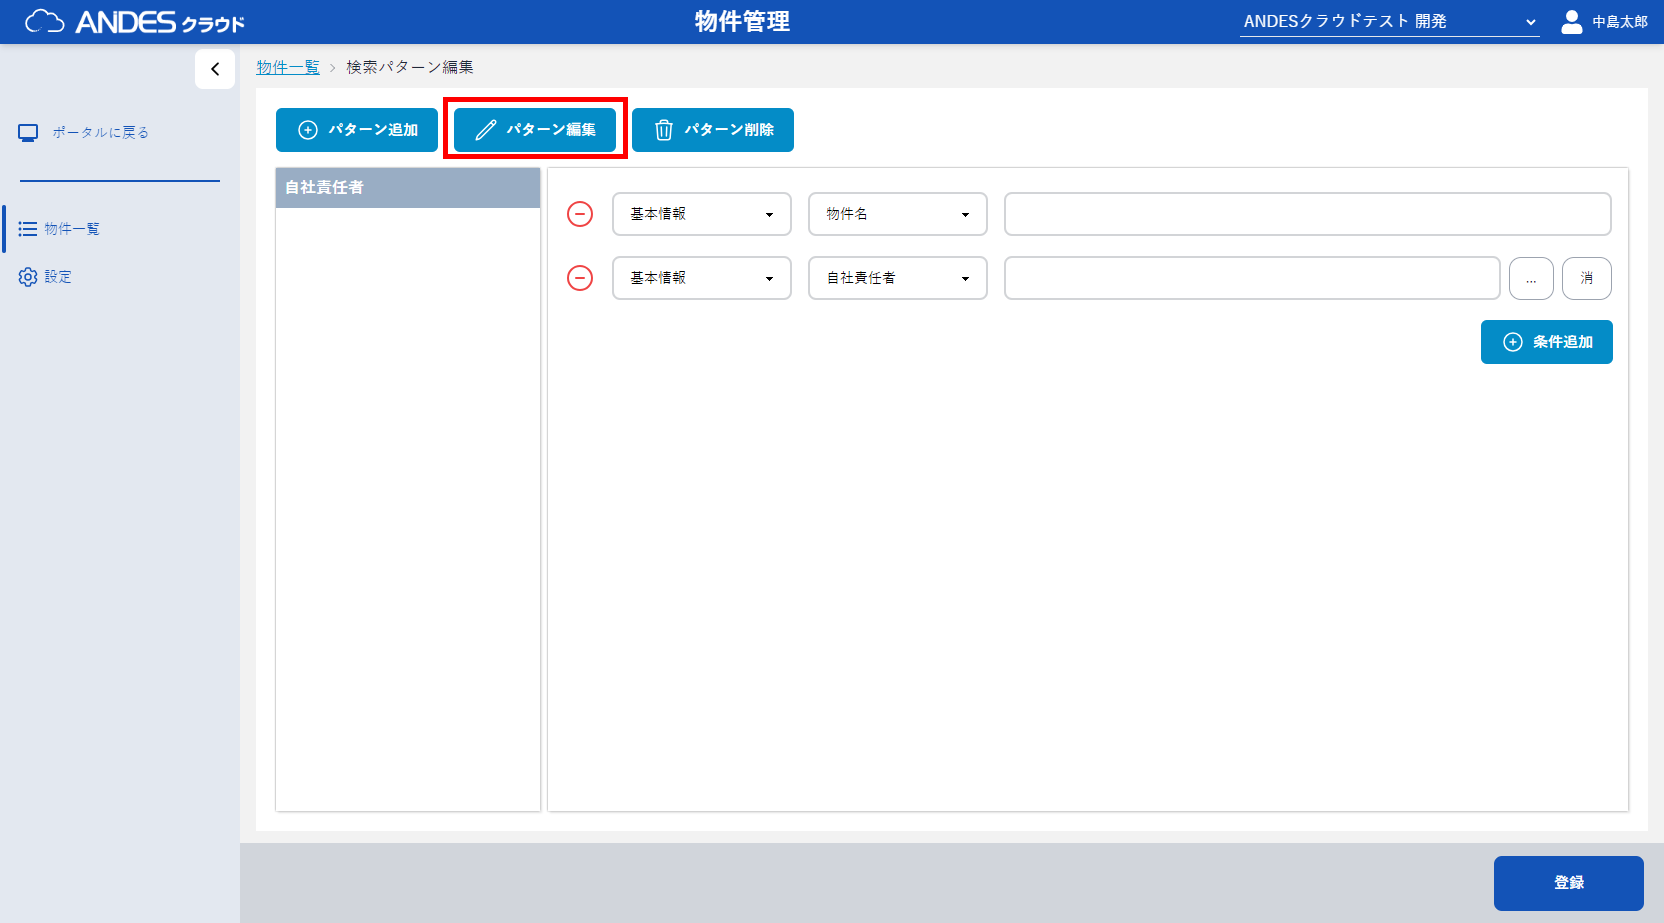 ANDES クラウド
物件管理
ANDESクラウドテスト 開発
中島太郎
物件一覧 > 検索パターン編集
ポータルに戻る
物件一覧
設定
パターン追加
パターン編集
パターン削除
自社責任者
基本情報
物件名
基本情報
自社責任者
...
消
条件追加
登録